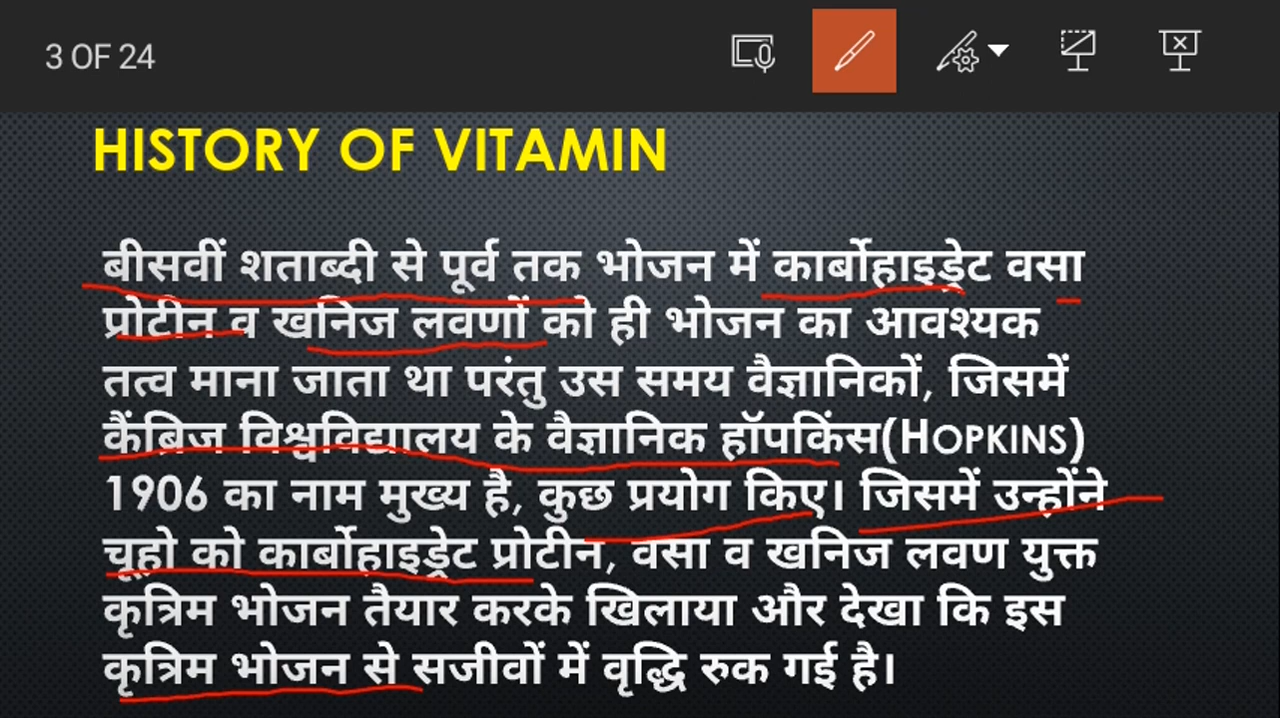 3 OF 24
HISTORY OF VITAMIN
बीसवीं शताब्दी से पूर्व तक भोजन में कार्बोहाइड्रेट वसा
प्रोटीन व खनिज लवणों को ही भोजन का आवश्यक
तत्व माना जाता था परंतु उस समय वैज्ञानिकों, जिसमें
कैंब्रिज विश्वविद्यालय के वैज्ञानिक हॉपकिंस(HOPKINS)
1906 का नाम मुख्य है, कुछ प्रयोग किए। जिसमें उन्होंने
चूहो को कार्बोहाइड्रेट प्रोटीन, वसा व खनिज लवण युक्त
कृत्रिम भोजन तैयार करके खिलाया और देखा कि इस
कृत्रिम भोजन से सजीवों में वृद्धि रुक गई है।